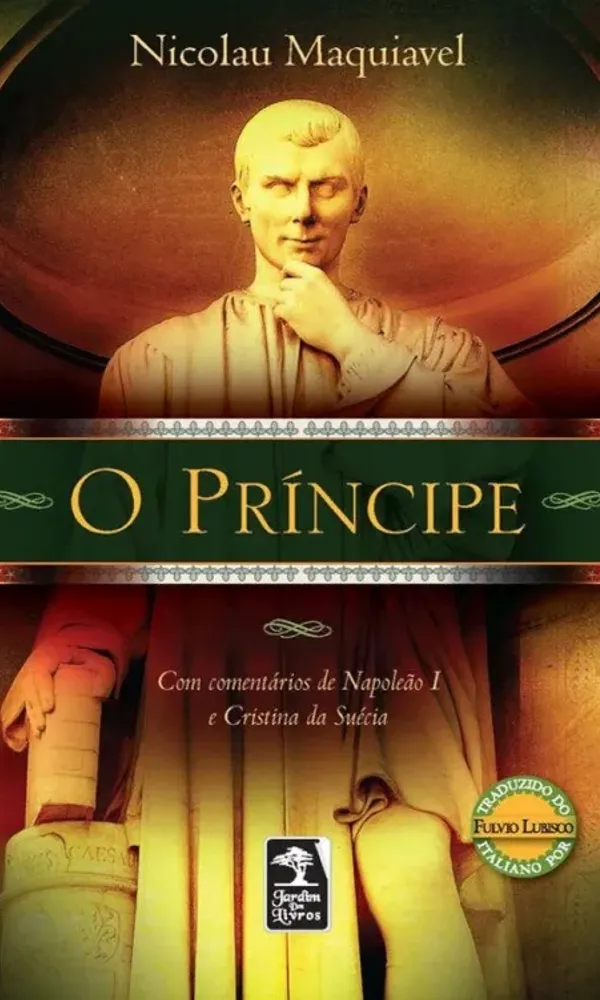 Nicolau Maquiavel
O Príncipe
Com comentários de Napoleão I
e Cristina da Suécia
TRADUZIDO DO
ITALIANO POR
FULVIO LUBISCO
CAESA
Jardim
Dos
Livros